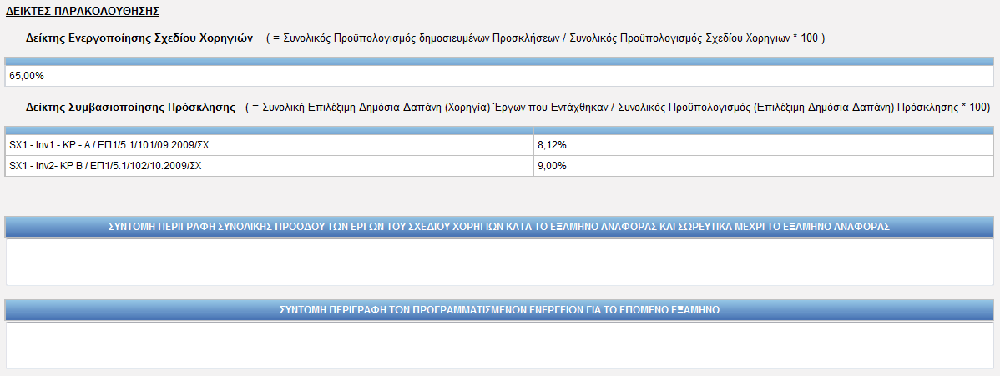 ΔΕΙΚΤΕΣ ΠΑΡΑΚΟΛΟΥΘΗΣΗΣ
Δείκτης Ενεργοποίησης Σχεδίου Χορηγιών ( = Συνολικός Προϋπολογισμός δημοσιευμένων Προσκλήσεων / Συνολικός Προϋπολογισμός Σχεδίου Χορηγιων * 100 )
65,00%
Δείκτης Συμβασιοποίησης Πρόσκλησης ( = Συνολική Επιλέξιμη Δημόσια Δαπάνη (Χορηγία) Έργων που Εντάχθηκαν / Συνολικός Προϋπολογισμός (Επιλέξιμη Δημόσια Δαπάνη) Πρόσκλησης * 100)
SX1 - Inv1 - KP - A / ΕΠ1/5.1/101/09.2009/ΣΧ 8,12%
SX1 - Inv2- KP B / ΕΠ1/5.1/102/10.2009/ΣΧ 9,00%
ΣΥΝΤΟΜΗ ΠΕΡΙΓΡΑΦΗ ΣΥΝΟΛΙΚΗΣ ΠΡΟΟΔΟΥ ΤΩΝ ΕΡΓΩΝ ΤΟΥ ΣΧΕΔΙΟΥ ΧΟΡΗΓΙΩΝ ΚΑΤΑ ΤΟ ΕΞΑΜΗΝΟ ΑΝΑΦΟΡΑΣ ΚΑΙ ΣΩΡΕΥΤΙΚΑ ΜΕΧΡΙ ΤΟ ΕΞΑΜΗΝΟ ΑΝΑΦΟΡΑΣ
ΣΥΝΤΟΜΗ ΠΕΡΙΓΡΑΦΗ ΤΩΝ ΠΡΟΓΡΑΜΜΑΤΙΣΜΕΝΩΝ ΕΝΕΡΓΕΙΩΝ ΓΙΑ ΤΟ ΕΠΟΜΕΝΟ ΕΞΑΜΗΝΟ